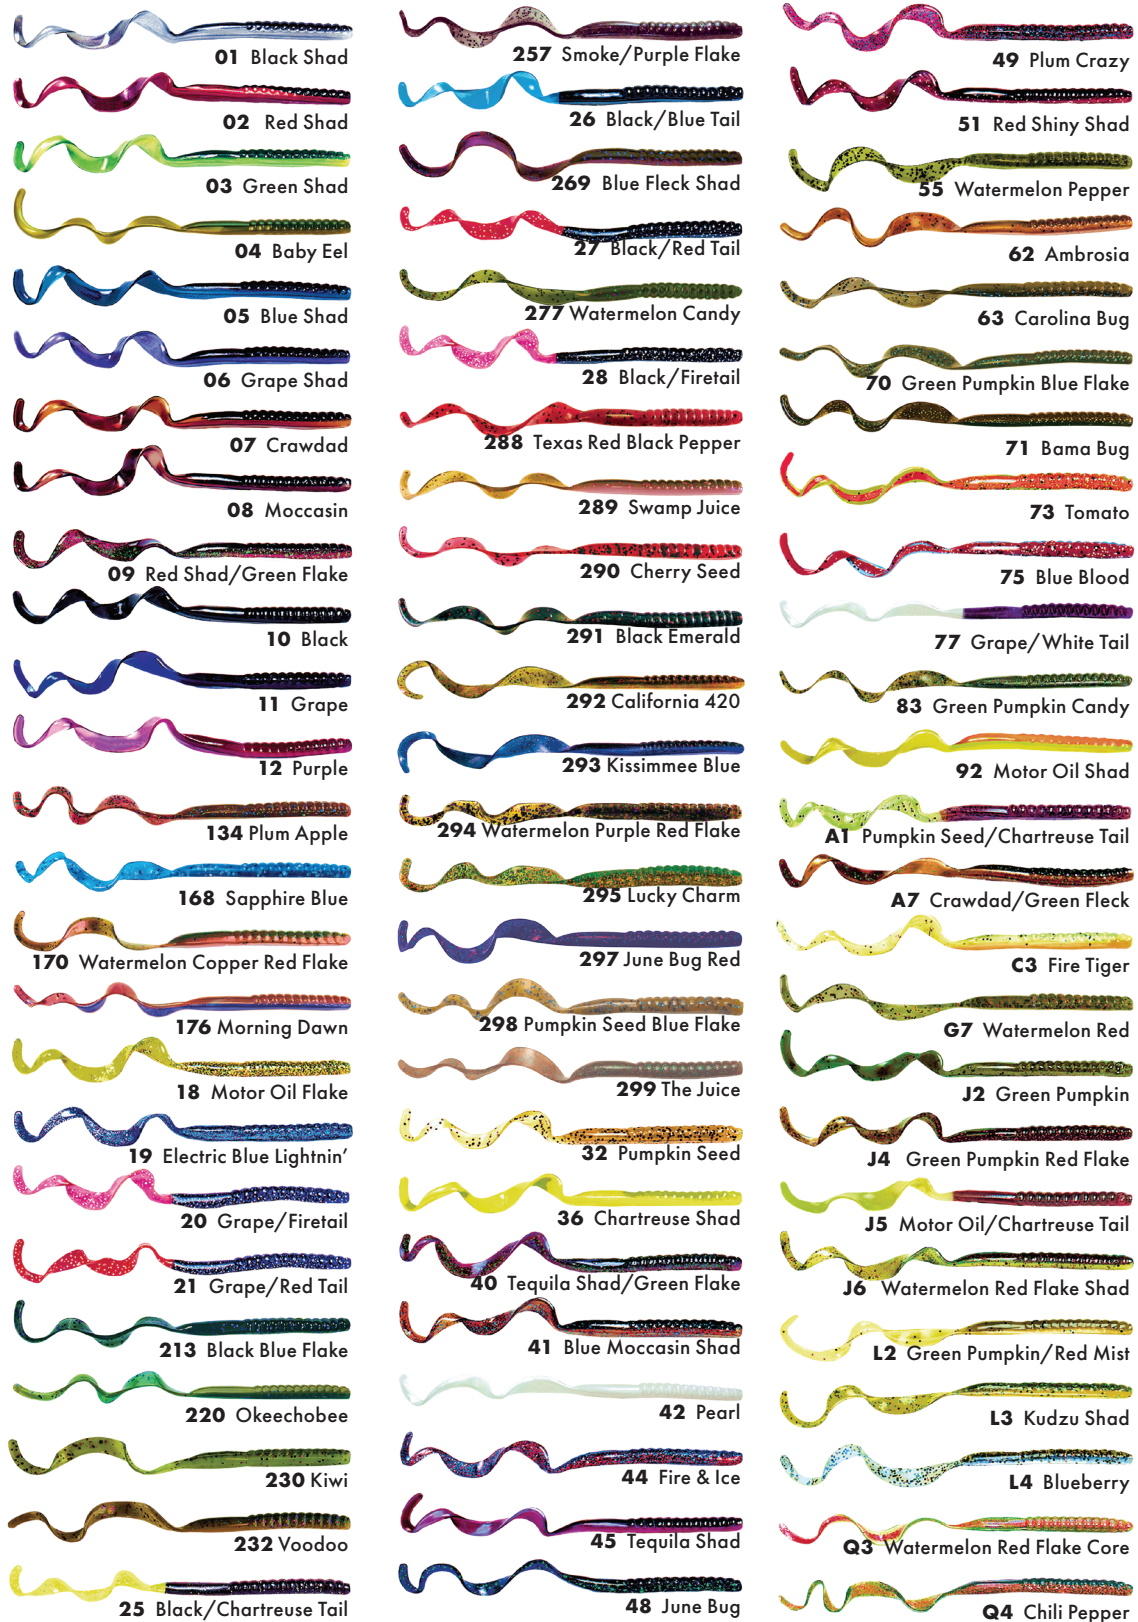 01 Black Shad
02 Red Shad
03 Green Shad
04 Baby Eel
05 Blue Shad
06 Grape Shad
07 Crawdad
08 Moccasin
09 Red Shad/Green Flake
10 Black
11 Grape
12 Purple
134 Plum Apple
168 Sapphire Blue
170 Watermelon Copper Red Flake
176 Morning Dawn
18 Motor Oil Flake
19 Electric Blue Lightnin’
20 Grape/Firetail
21 Grape/Red Tail
213 Black Blue Flake
220 Okeechobee
230 Kiwi
232 Voodoo
25 Black/Chartreuse Tail
257 Smoke/Purple Flake
26 Black/Blue Tail
269 Blue Fleck Shad
27 Black/Red Tail
277 Watermelon Candy
28 Black/Firetail
288 Texas Red Black Pepper
289 Swamp Juice
290 Cherry Seed
291 Black Emerald
292 California 420
293 Kissimmee Blue
294 Watermelon Purple Red Flake
295 Lucky Charm
297 June Bug Red
298 Pumpkin Seed Blue Flake
299 The Juice
32 Pumpkin Seed
36 Chartreuse Shad
40 Tequila Shad/Green Flake
41 Blue Moccasin Shad
42 Pearl
44 Fire & Ice
45 Tequila Shad
48 June Bug
49 Plum Crazy
51 Red Shiny Shad
55 Watermelon Pepper
62 Ambrosia
63 Carolina Bug
70 Green Pumpkin Blue Flake
71 Bama Bug
73 Tomato
75 Blue Blood
77 Grape/White Tail
83 Green Pumpkin Candy
92 Motor Oil Shad
A1 Pumpkin Seed/Chartreuse Tail
A7 Crawdad/Green Fleck
C3 Fire Tiger
G7 Watermelon Red
J2 Green Pumpkin
J4 Green Pumpkin Red Flake
J5 Motor Oil/Chartreuse Tail
J6 Watermelon Red Flake Shad
L2 Green Pumpkin/Red Mist
L3 Kudzu Shad
L4 Blueberry
Q3 Watermelon Red Flake Core
Q4 Chili Pepper